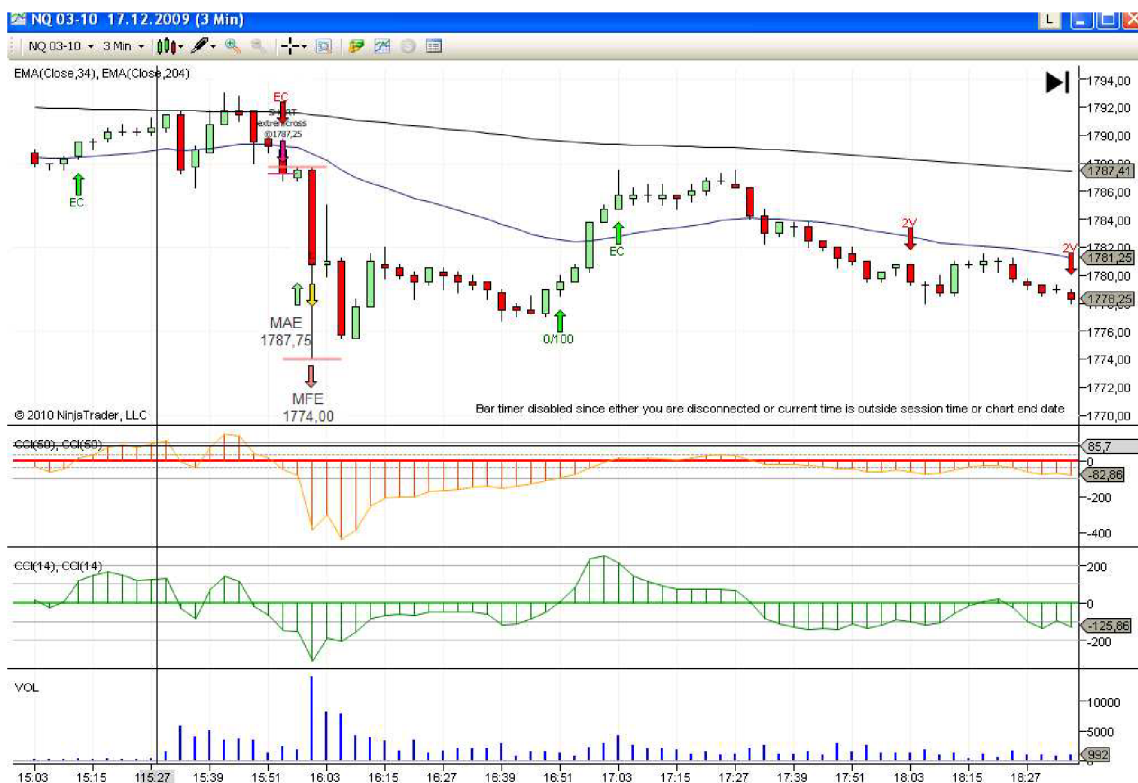 NQ 03-10  17.12.2009 (3 Min)
L
NQ 03-10 3 Min
EMA(Close,34), EMA(Close,204)
1794,00
1792,00
1790,00
1787,41
1786,00
1784,00
1782,00
1781,25
1780,00
1778,25
1776,00
1774,00
1772,00
1770,00
EC
@1787,25
EC
MAE
1787,75
MFE
1774,00
0/100
EC
2V
2V
© 2010 NinjaTrader, LLC
Bar timer disabled since either you are disconnected or current time is outside session time or chart end date
CCI(50), CCI(50)
85,7
0
-82,86
-200
-400
CCI(14), CCI(14)
200
0
-125,86
-200
VOL
10000
5000
992
15.03 15:15 15:27 15:39 15:51 16:03 16:15 16:27 16:39 16:51 17:03 17:15 17:27 17:39 17:51 18:03 18:15 18:27